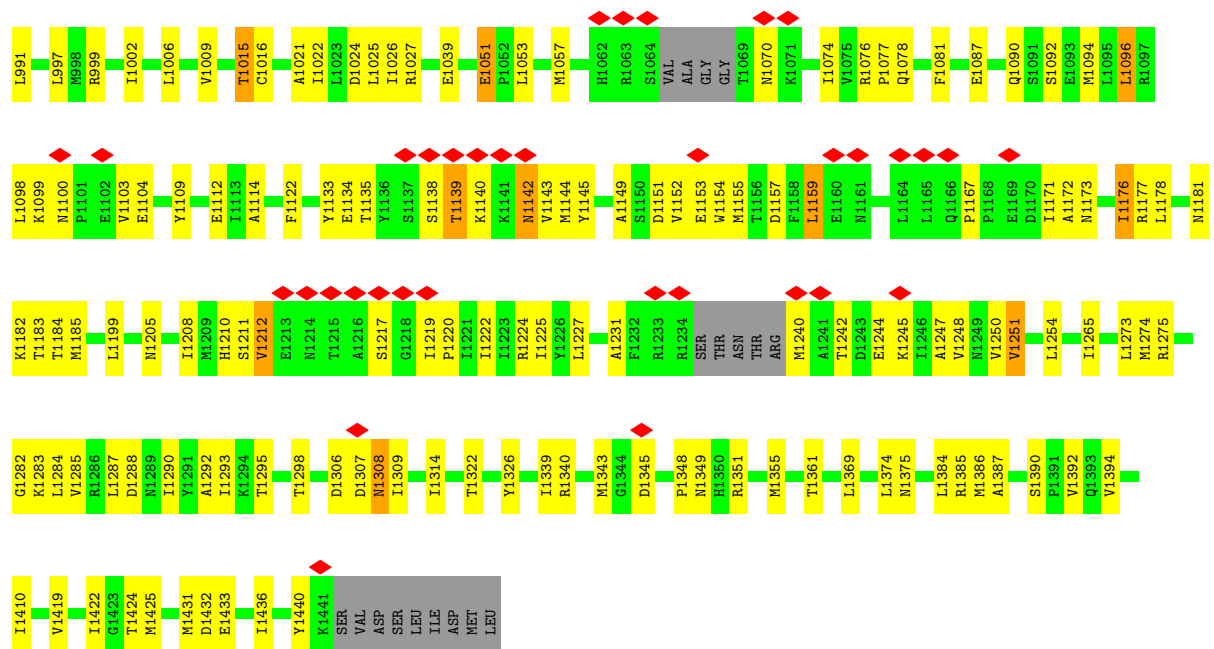 L991 L997 M998 R999 I1002 L1006 V1009 T1015 C1016 A1021 I1022 L1023 D1024 L1025 I1026 R1027 E1039 E1051 P1052 L1053 M1057 H1062 R1063 S1064 VAL ALA GLY GLY T1069 N1070 K1071 I1074 V1075 R1076 P1077 Q1078 F1081 E1087 Q1090 S1091 S1092 E1093 M1094 L1095 L1096 R1097
L1098 K1099 N1100 P1101 E1102 V1103 E1104 Y1109 E1112 I1113 A1114 F1122 Y1133 E1134 T1135 Y1136 S1137 S1138 T1139 K1140 K1141 N1142 V1143 M1144 Y1145 A1149 S1150 D1151 V1152 E1153 W1154 M1155 T1156 D1157 F1158 L1159 E1160 N1161 L1164 L1165 Q1166 P1167 P1168 E1169 D1170 I1171 A1172 N1173 I1176 R1177 L1178 N1181
K1182 T1183 T1184 M1185 L1199 N1205 I1208 M1209 H1210 S1211 V1212 E1213 N1214 T1215 A1216 S1217 G1218 I1219 P1220 I1221 I1222 I1223 R1224 I1225 Y1226 L1227 A1231 F1232 R1233 R1234 SER THR ASN THR ARG M1240 A1241 T1242 D1243 E1244 K1245 I1246 A1247 V1248 N1249 V1250 V1251 L1254 I1265 L1273 M1274 R1275
G1282 K1283 L1284 V1285 R1286 L1287 D1288 N1289 I1290 Y1291 A1292 I1293 K1294 T1295 T1298 D1306 D1307 N1308 I1309 I1314 T1322 Y1326 I1339 R1340 M1343 G1344 D1345 P1348 N1349 H1350 R1351 M1355 T1361 L1369 L1374 N1375 L1384 R1385 M1386 A1387 S1390 P1391 V1392 Q1393 V1394
I1410 V1419 I1422 G1423 T1424 M1425 M1431 D1432 E1433 I1436 Y1440 K1441 SER VAL ASP SER LEU ILE ASP MET LEU